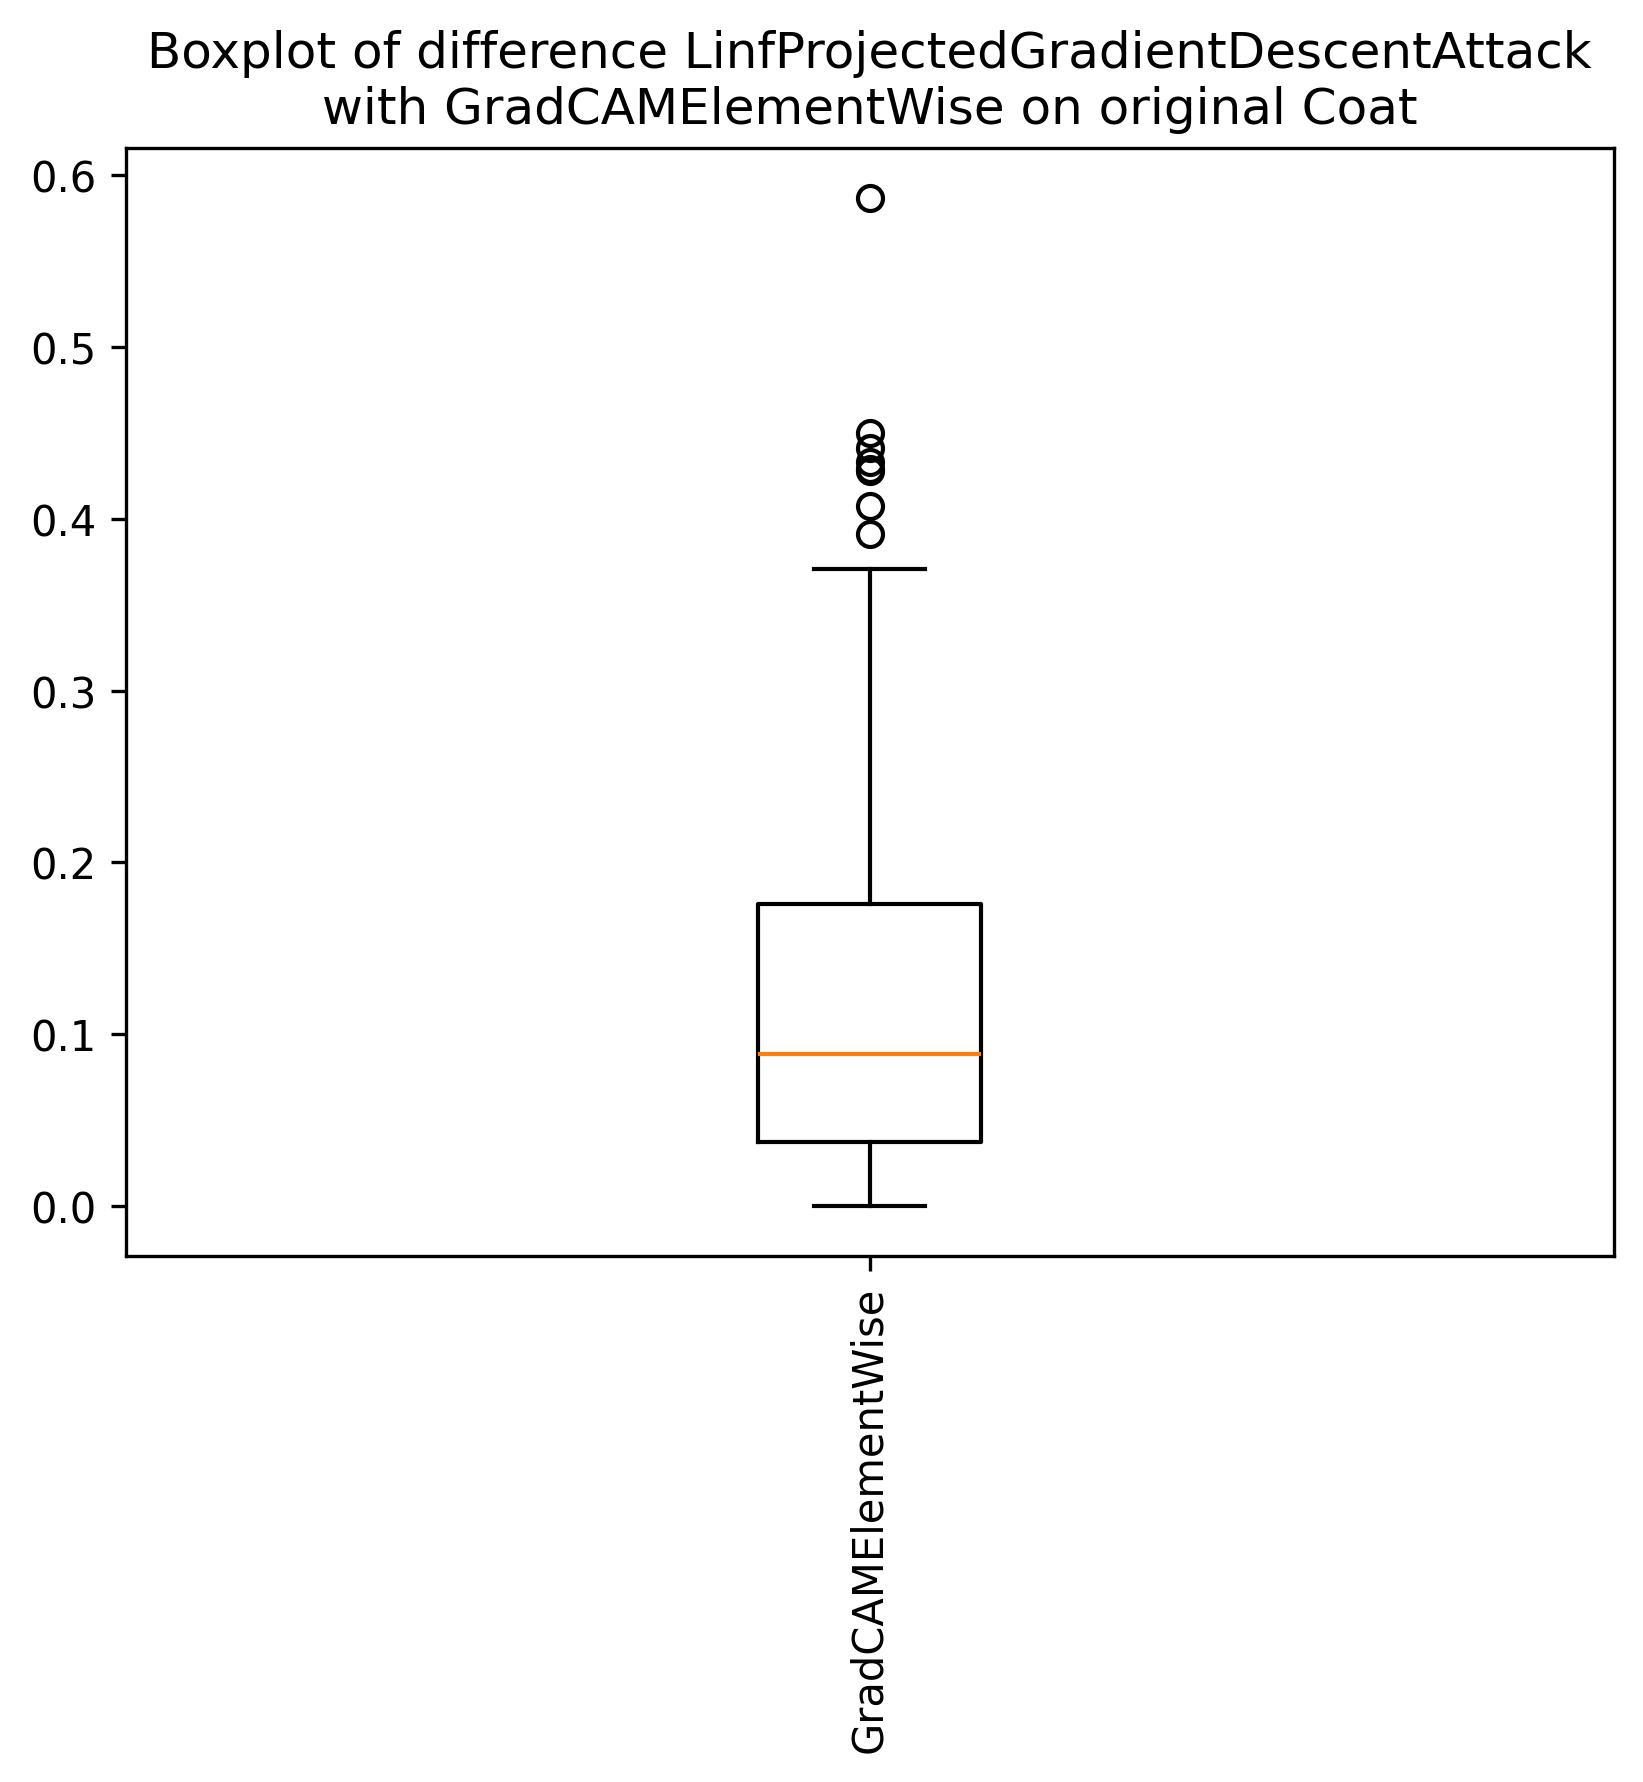 Boxplot of difference LinfProjectedGradientDescentAttack
with GradCAMElementWise on original Coat
0.6
0.5
0.4
0.3
0.2
0.1
0.0
GradCAMElementWise